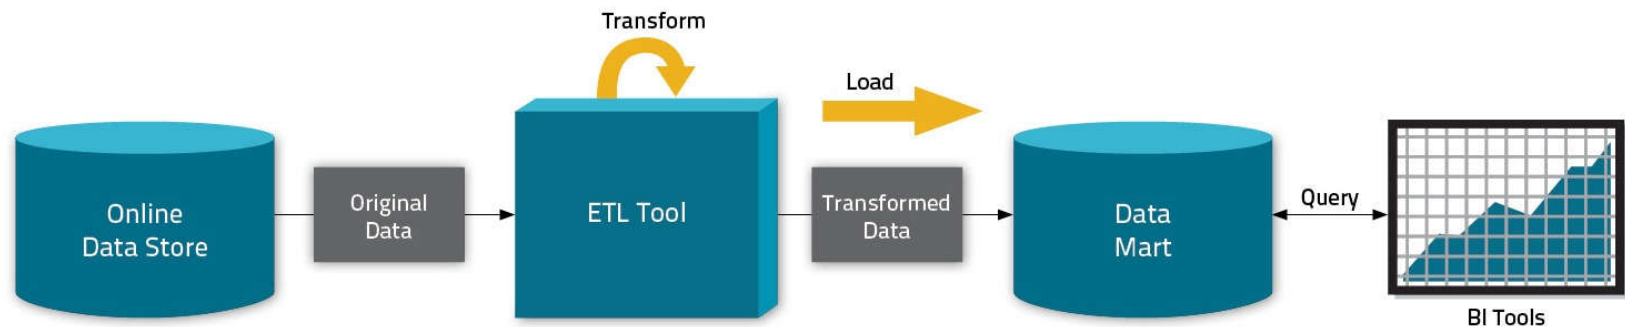 Transform
Load
Online
Data Store
Original
Data
ETL Tool
Transformed
Data
Data
Mart
Query
BI Tools